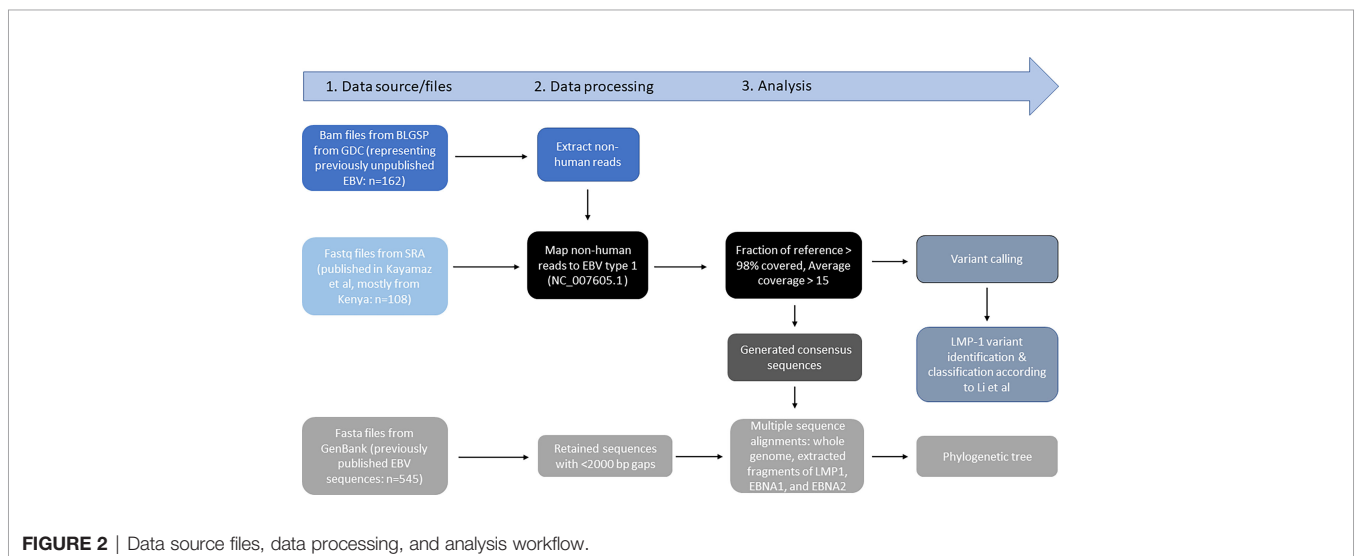 1. Data source/files
2. Data processing
3. Analysis
Bam files from BLGSP
from GDC (representing
previously unpublished
EBV: n=162)
Extract non-
human reads
Fastq files from SRA
(published in Kayamaz
et al, mostly from
Kenya: n=108)
Map non-human
reads to EBV type 1
(NC_007605.1)
Fraction of reference >
98% covered, Average
coverage > 15
Variant calling
Generated consensus
sequences
LMP-1 variant
identification &
classification according
to Li et al
Fasta files from
GenBank (previously
published EBV
sequences: n=545)
Retained sequences
with <2000 bp gaps
Multiple sequence
alignments: whole
genome, extracted
fragments of LMP1,
EBNA1, and EBNA2
Phylogenetic tree
FIGURE 2 | Data source files, data processing, and analysis workflow.